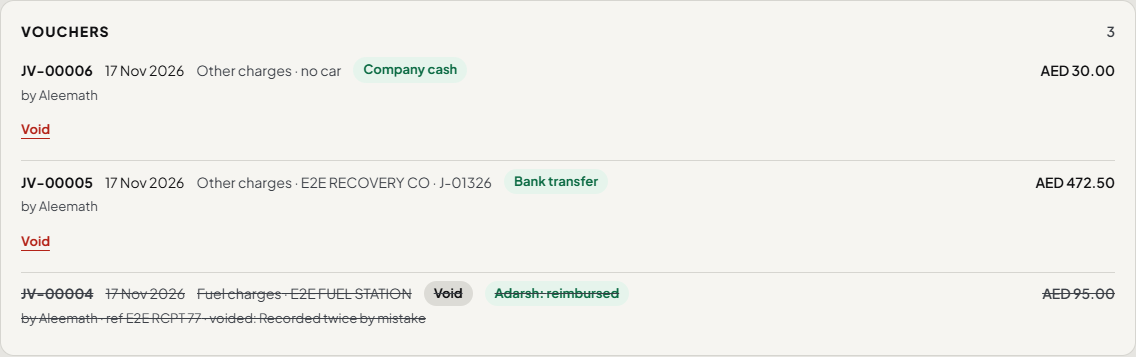 VOUCHERS 3
JV-00006 17 Nov 2026 Other charges · no car Company cash AED 30.00
by Aleemath
Void
JV-00005 17 Nov 2026 Other charges · E2E RECOVERY CO · J-01326 Bank transfer AED 472.50
by Aleemath
Void
JV-00004 17 Nov 2026 Fuel charges · E2E FUEL STATION Void Adarsh: reimbursed AED 95.00
by Aleemath · ref E2E RCPT 77 · voided: Recorded twice by mistake